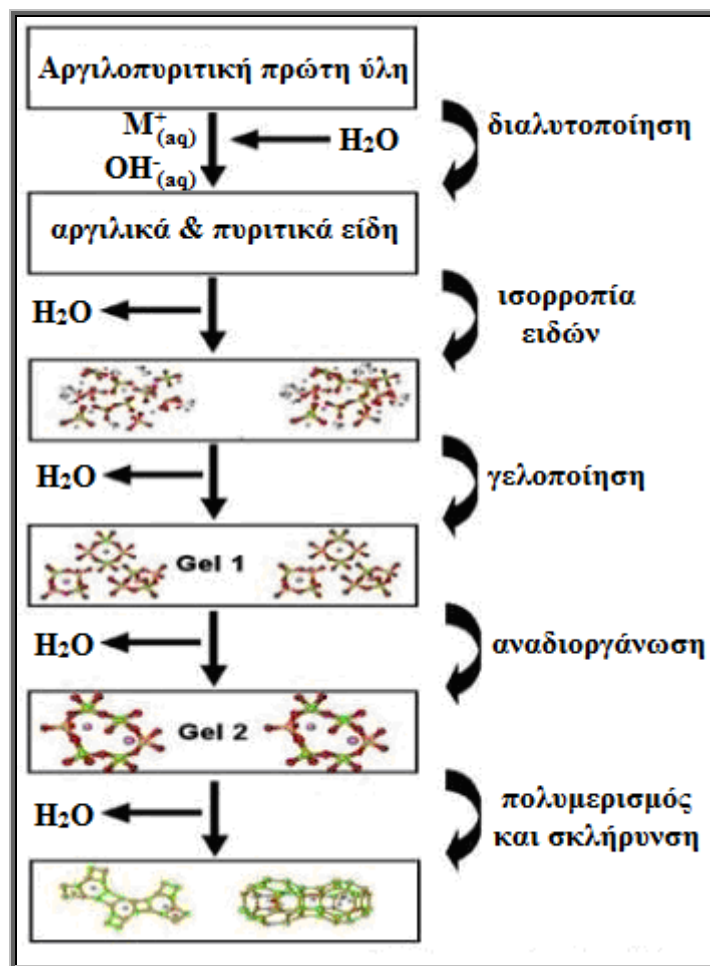 Αργιλοπυριτική πρώτη ύλη
M⁺(aq)
H₂O
διαλυτοποίηση
OH⁻(aq)
αργιλικά & πυριτικά είδη
H₂O
ισορροπία
ειδών
H₂O
γελοποίηση
Gel 1
H₂O
αναδιοργάνωση
Gel 2
H₂O
πολυμερισμός
και σκλήρυνση